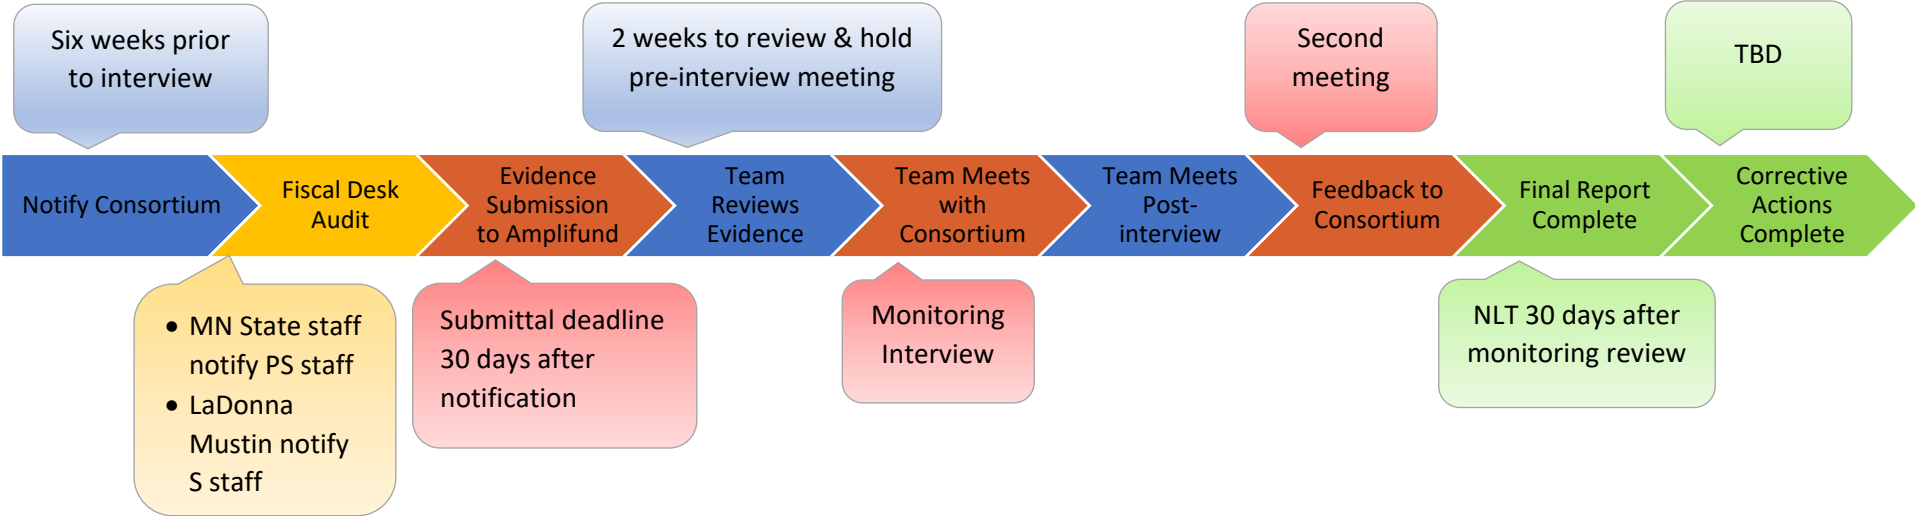 Six weeks prior
to interview
2 weeks to review & hold
pre-interview meeting
Second
meeting
TBD
Notify Consortium
Fiscal Desk
Audit
Evidence
Submission
to Amplifund
Team
Reviews
Evidence
Team Meets
with
Consortium
Team Meets
Post-
interview
Feedback to
Consortium
Final Report
Complete
Corrective
Actions
Complete
• MN State staff
notify PS staff
• LaDonna
Mustin notify
S staff
Submittal deadline
30 days after
notification
Monitoring
Interview
NLT 30 days after
monitoring review